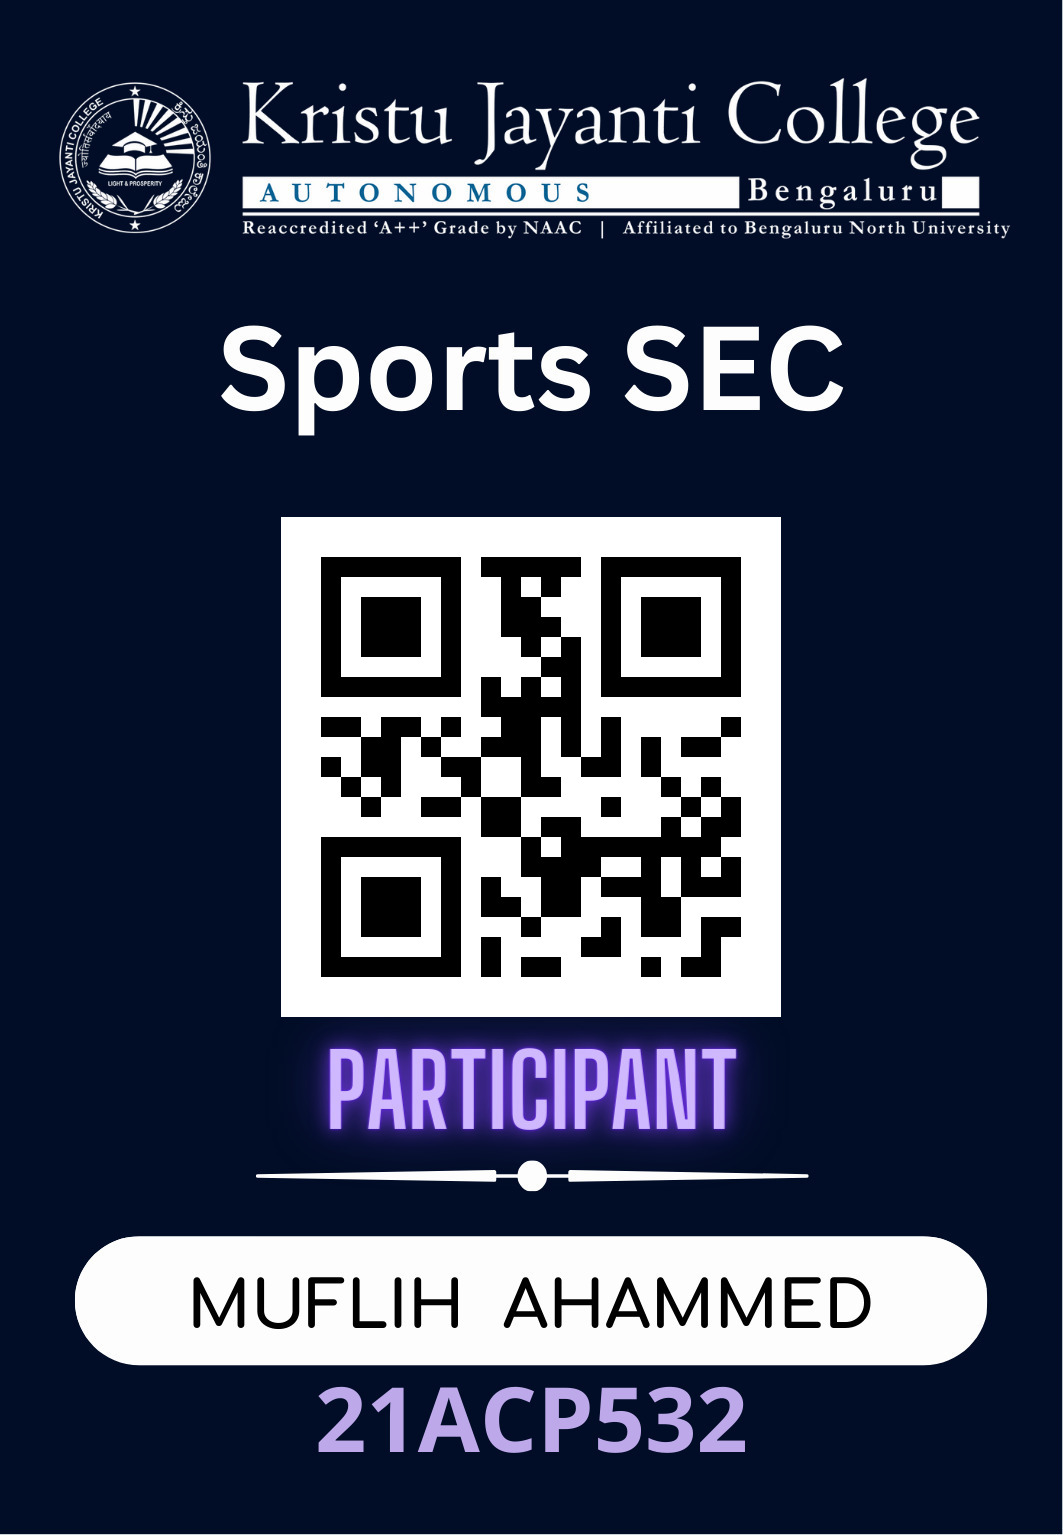 KRISTU JAYANTI COLLEGE
ಕ್ರಿಸ್ತು ಜಯಂತಿ ಕಾಲೇಜು
LIGHT & PROSPERITY
Kristu Jayanti College
AUTONOMOUS Bengaluru
Reaccredited ‘A++’ Grade by NAAC | Affiliated to Bengaluru North University
Sports SEC
PARTICIPANT
MUFLIH AHAMMED
21ACP532